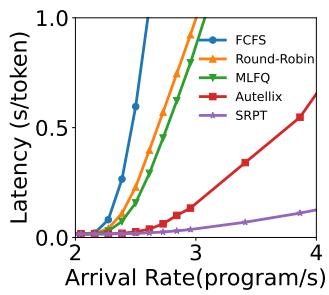 1.0
0.5
0.0
Latency (s/token)
FCFS
Round-Robin
MLFQ
Autellix
SRPT
2
3
4
Arrival Rate(program/s)